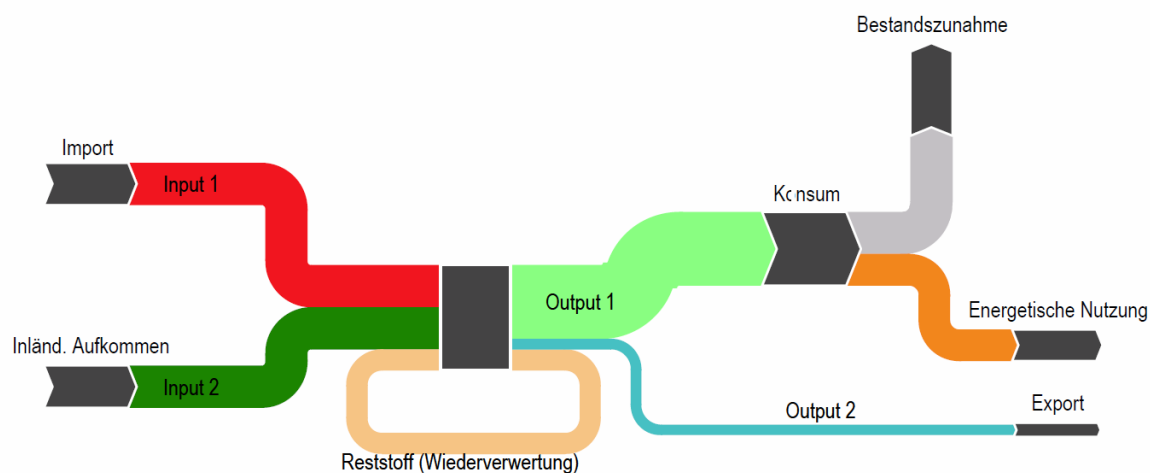 Bestandszunahme
Import
Input 1
Konsum
Output 1
Energetische Nutzung
Inländ. Aufkommen
Input 2
Output 2
Export
Reststoff (Wiederverwertung)